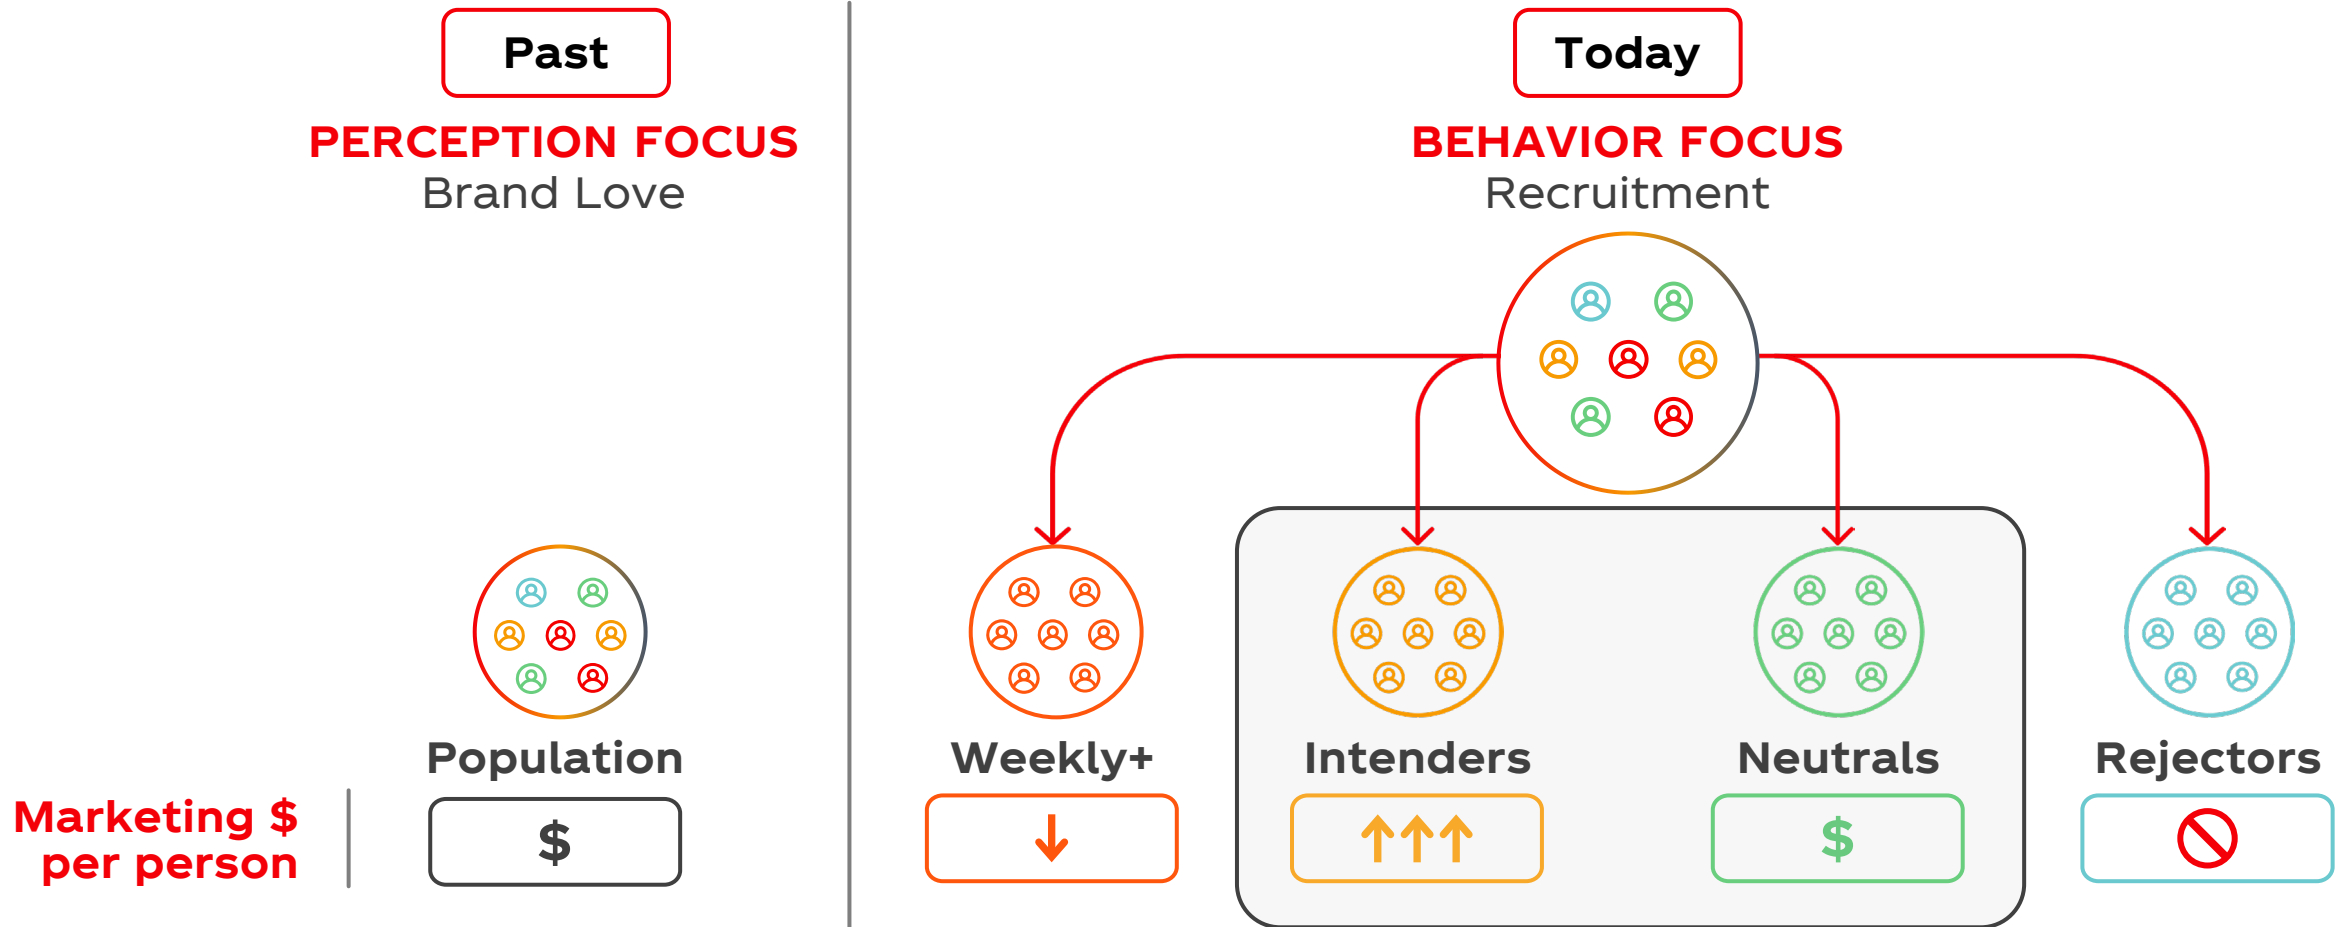 Past
PERCEPTION FOCUS
Brand Love
Population
Marketing $
per person
$
Today
BEHAVIOR FOCUS
Recruitment
Weekly+
Intenders
Neutrals
Rejectors
$